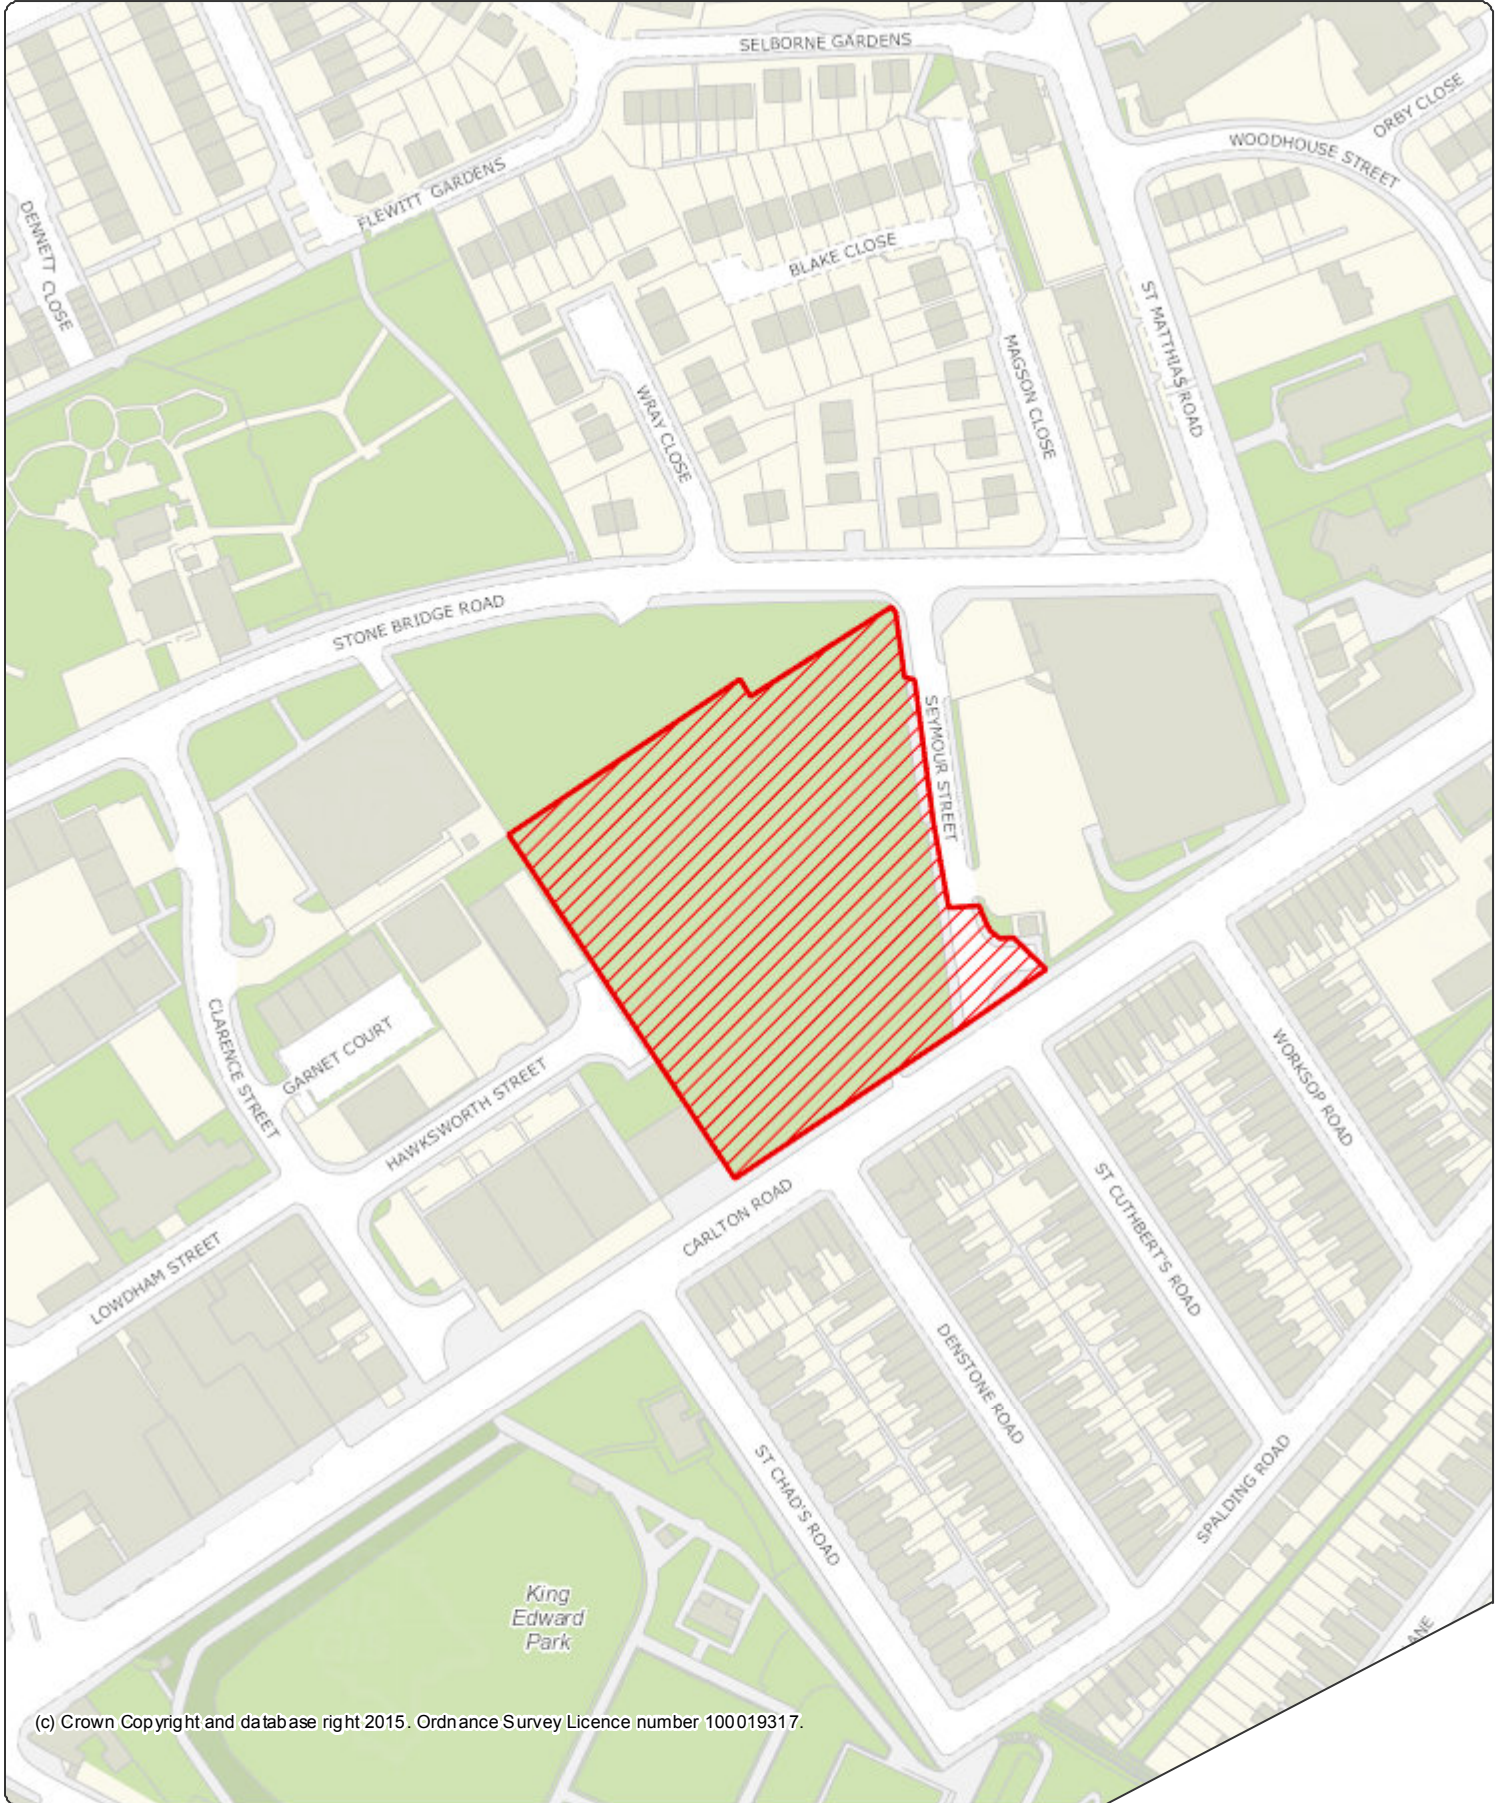 SELBORNE GARDENS
ORBY CLOSE
WOODHOUSE STREET
FLEWITT GARDENS
DENNETT CLOSE
BLAKE CLOSE
ST MATTHIAS ROAD
MAGSON CLOSE
WRAY CLOSE
STONE BRIDGE ROAD
SEYMOUR STREET
CLARENCE STREET
GARNET COURT
HAWKSWORTH STREET
WORKSOP ROAD
CARLTON ROAD
ST CUTHBERT'S ROAD
LOWDHAM STREET
DENSTONE ROAD
ST CHAD'S ROAD
SPALDING ROAD
King
Edward
Park
ANE
(c) Crown Copyright and database right 2015. Ordnance Survey Licence number 100019317.